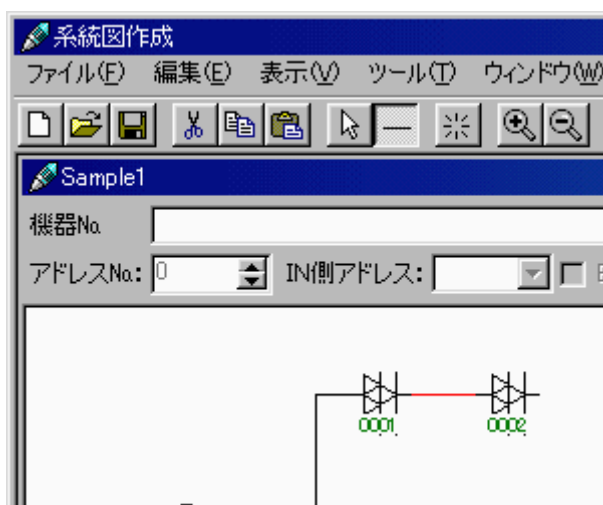 系統図作成
ファイル(F) 編集(E) 表示(V) ツール(T) ウィンドウ(W)
Sample1
機器No.
アドレスNo.: 0 IN側アドレス:
0001 0002